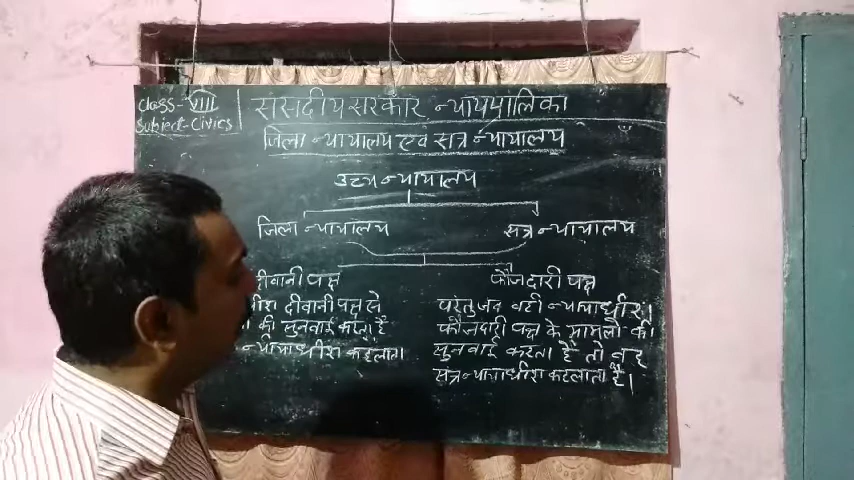 Class-VIII
Subject-Civics
संसदीय सरकार न्यायपालिका
जिला न्यायालय एवं सत्र न्यायालय
उच्च न्यायालय
जिला न्यायालय
सत्र न्यायालय
दीवानी पक्ष
दीवानी पक्ष से
की सुनवाई करता है
न्यायाधीश कहलाता
फौजदारी पक्ष
परंतु जब वही न्यायाधीश
फौजदारी पक्ष के मामलों की
सुनवाई करता है तो वह
सत्र न्यायाधीश कहलाता है।